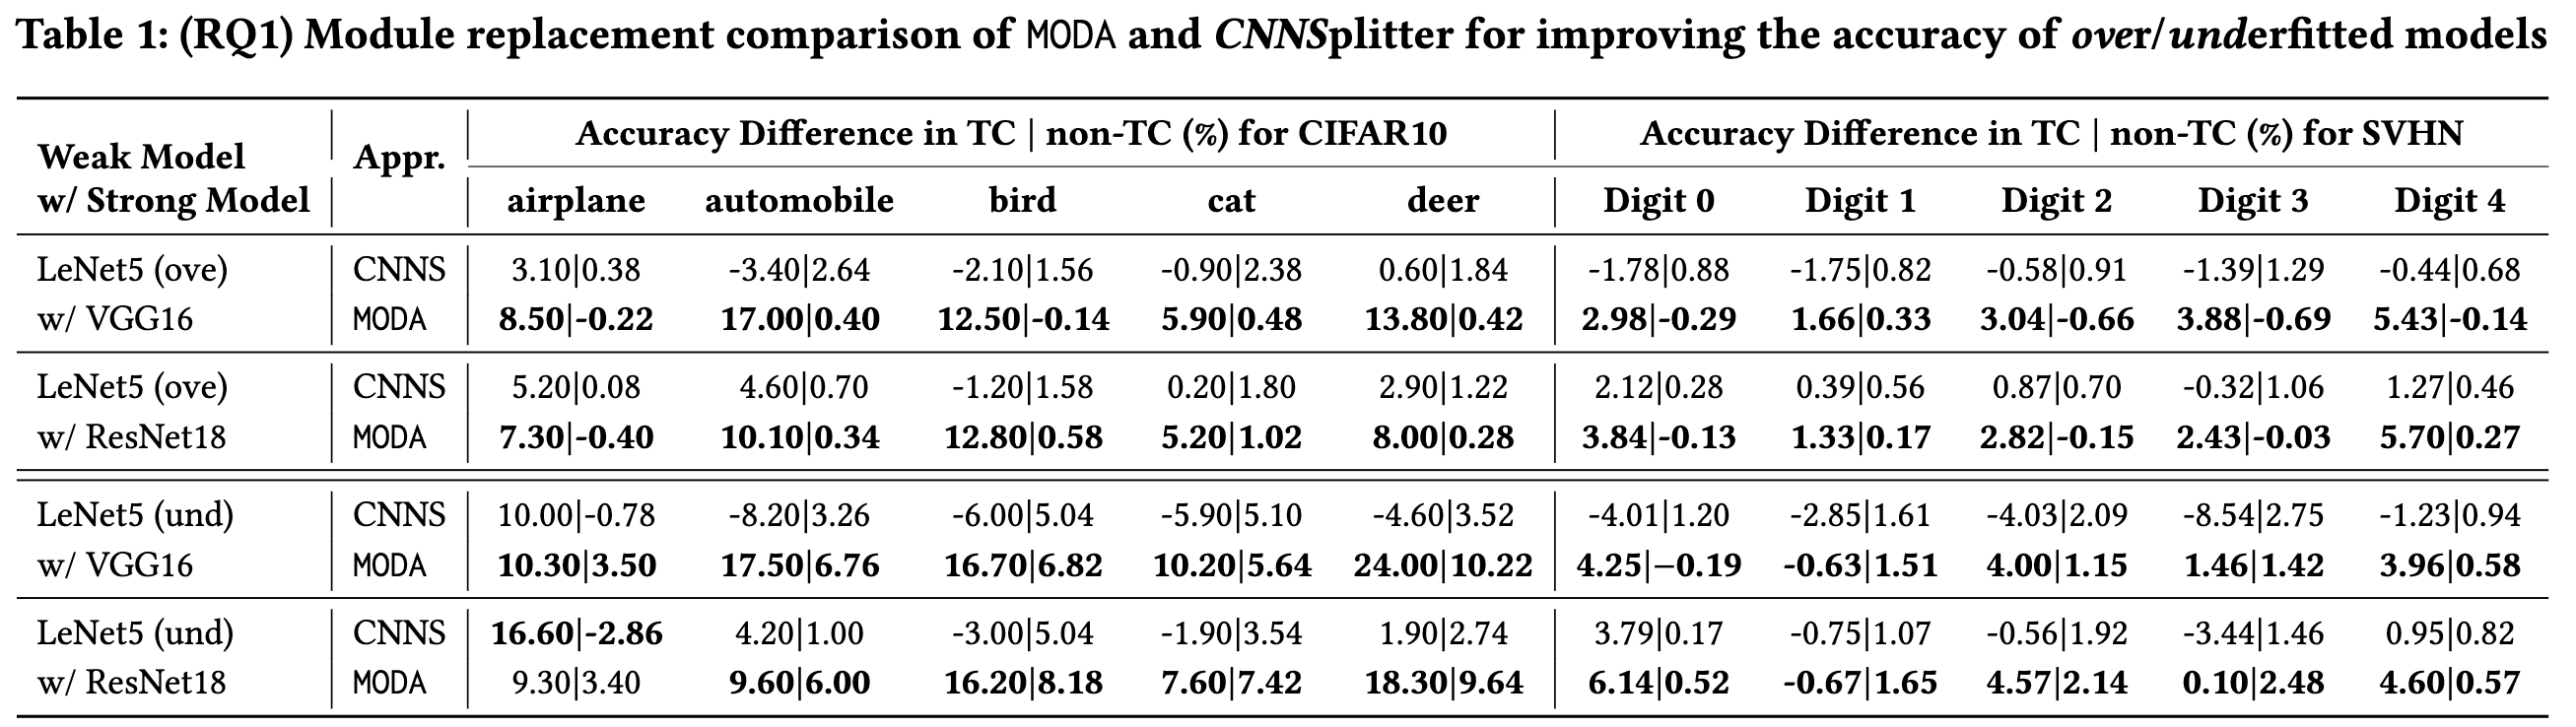 Table 1: (RQ1) Module replacement comparison of MODA and CNNSplitter for improving the accuracy of over/underfitted models
Weak Model w/ Strong Model | Appr. | Accuracy Difference in TC | non-TC (%) for CIFAR10 | Accuracy Difference in TC | non-TC (%) for SVHN
airplane automobile bird cat deer Digit 0 Digit 1 Digit 2 Digit 3 Digit 4
LeNet5 (ove) CNNS 3.10|0.38 -3.40|2.64 -2.10|1.56 -0.90|2.38 0.60|1.84 -1.78|0.88 -1.75|0.82 -0.58|0.91 -1.39|1.29 -0.44|0.68
w/ VGG16 MODA 8.50|-0.22 17.00|0.40 12.50|-0.14 5.90|0.48 13.80|0.42 2.98|-0.29 1.66|0.33 3.04|-0.66 3.88|-0.69 5.43|-0.14
LeNet5 (ove) CNNS 5.20|0.08 4.60|0.70 -1.20|1.58 0.20|1.80 2.90|1.22 2.12|0.28 0.39|0.56 0.87|0.70 -0.32|1.06 1.27|0.46
w/ ResNet18 MODA 7.30|-0.40 10.10|0.34 12.80|0.58 5.20|1.02 8.00|0.28 3.84|-0.13 1.33|0.17 2.82|-0.15 2.43|-0.03 5.70|0.27
LeNet5 (und) CNNS 10.00|-0.78 -8.20|3.26 -6.00|5.04 -5.90|5.10 -4.60|3.52 -4.01|1.20 -2.85|1.61 -4.03|2.09 -8.54|2.75 -1.23|0.94
w/ VGG16 MODA 10.30|3.50 17.50|6.76 16.70|6.82 10.20|5.64 24.00|10.22 4.25|−0.19 -0.63|1.51 4.00|1.15 1.46|1.42 3.96|0.58
LeNet5 (und) CNNS 16.60|-2.86 4.20|1.00 -3.00|5.04 -1.90|3.54 1.90|2.74 3.79|0.17 -0.75|1.07 -0.56|1.92 -3.44|1.46 0.95|0.82
w/ ResNet18 MODA 9.30|3.40 9.60|6.00 16.20|8.18 7.60|7.42 18.30|9.64 6.14|0.52 -0.67|1.65 4.57|2.14 0.10|2.48 4.60|0.57